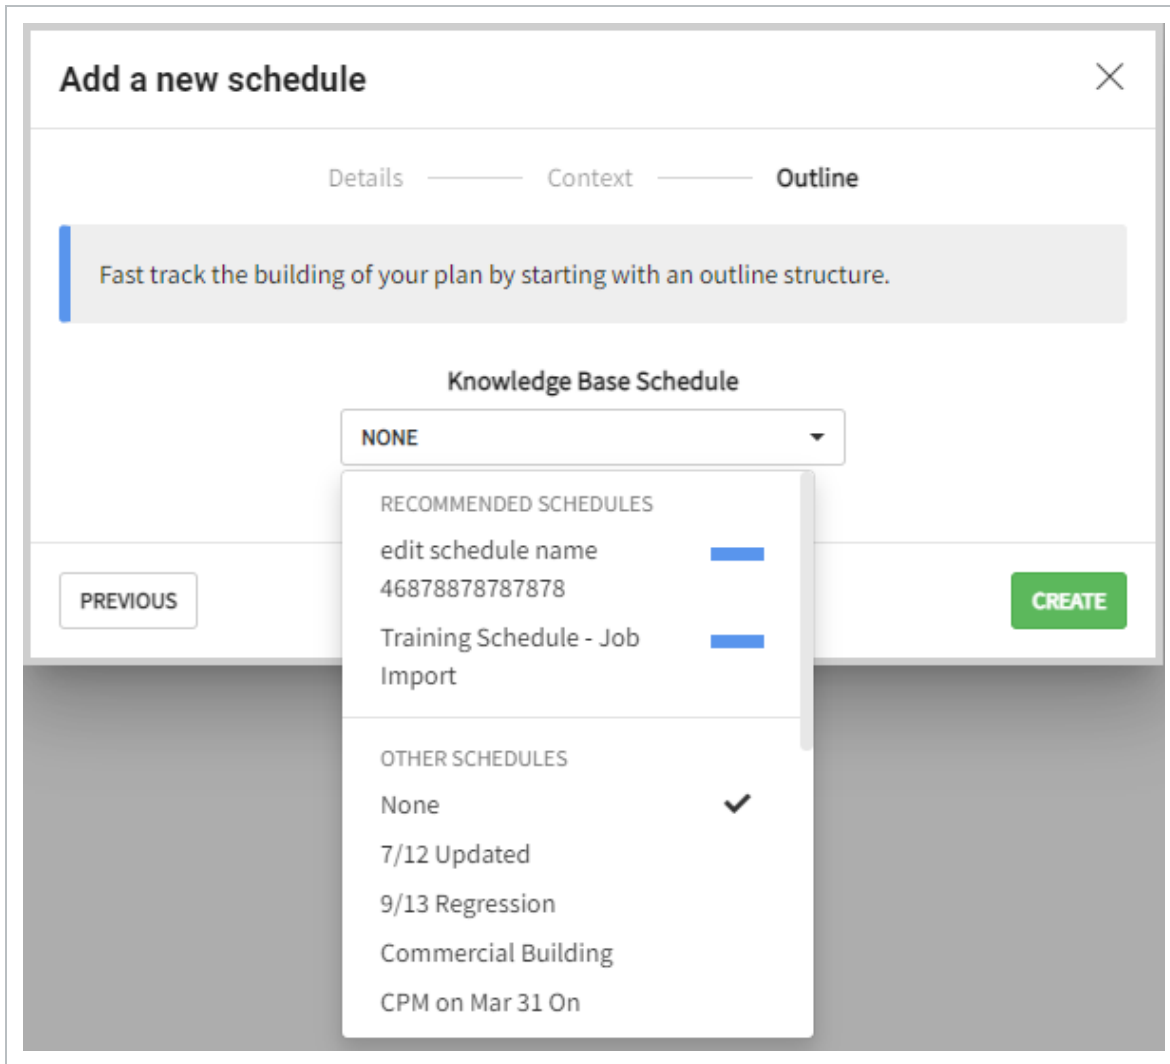 Add a new schedule
Details Context Outline
Fast track the building of your plan by starting with an outline structure.
Knowledge Base Schedule
NONE
RECOMMENDED SCHEDULES
edit schedule name
46878878787878
Training Schedule - Job
Import
PREVIOUS
CREATE
OTHER SCHEDULES
None
7/12 Updated
9/13 Regression
Commercial Building
CPM on Mar 31 On